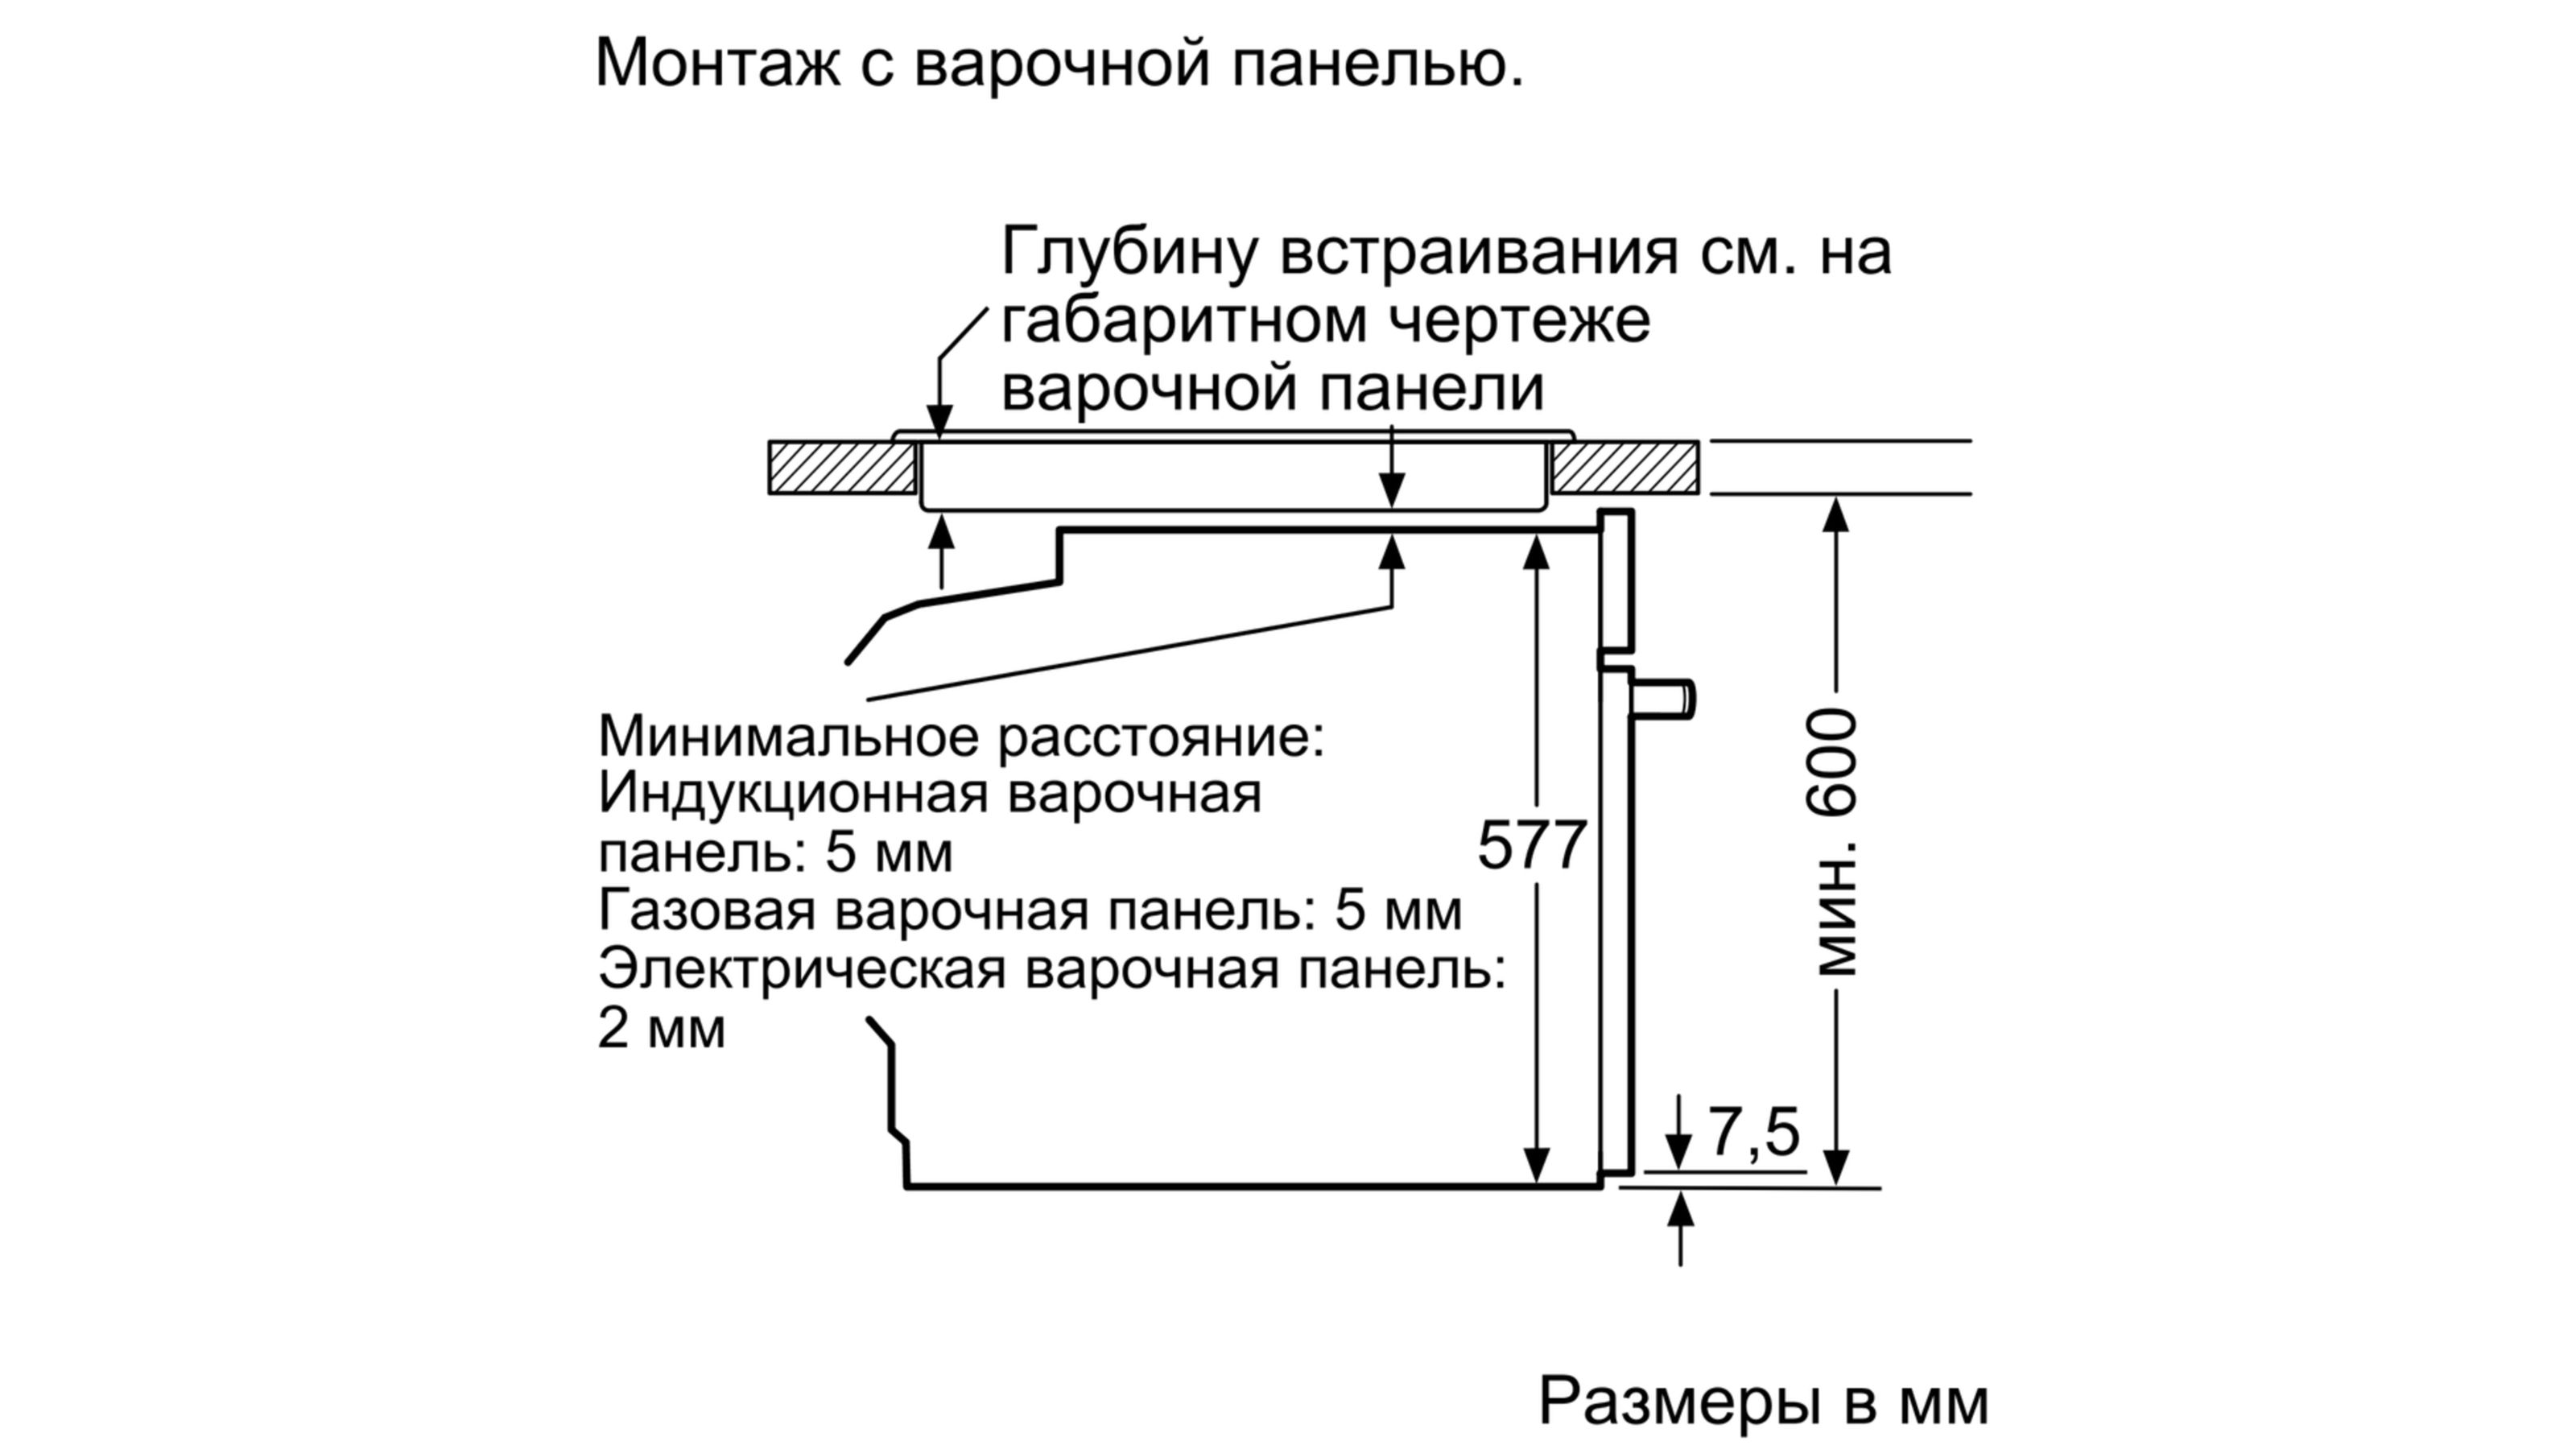 Монтаж с варочной панелью.
Глубину встраивания см. на
габаритном чертеже
варочной панели
Минимальное расстояние:
Индукционная варочная
панель: 5 мм
Газовая варочная панель: 5 мм
Электрическая варочная панель:
2 мм
577
мин. 600
7,5
Размеры в мм